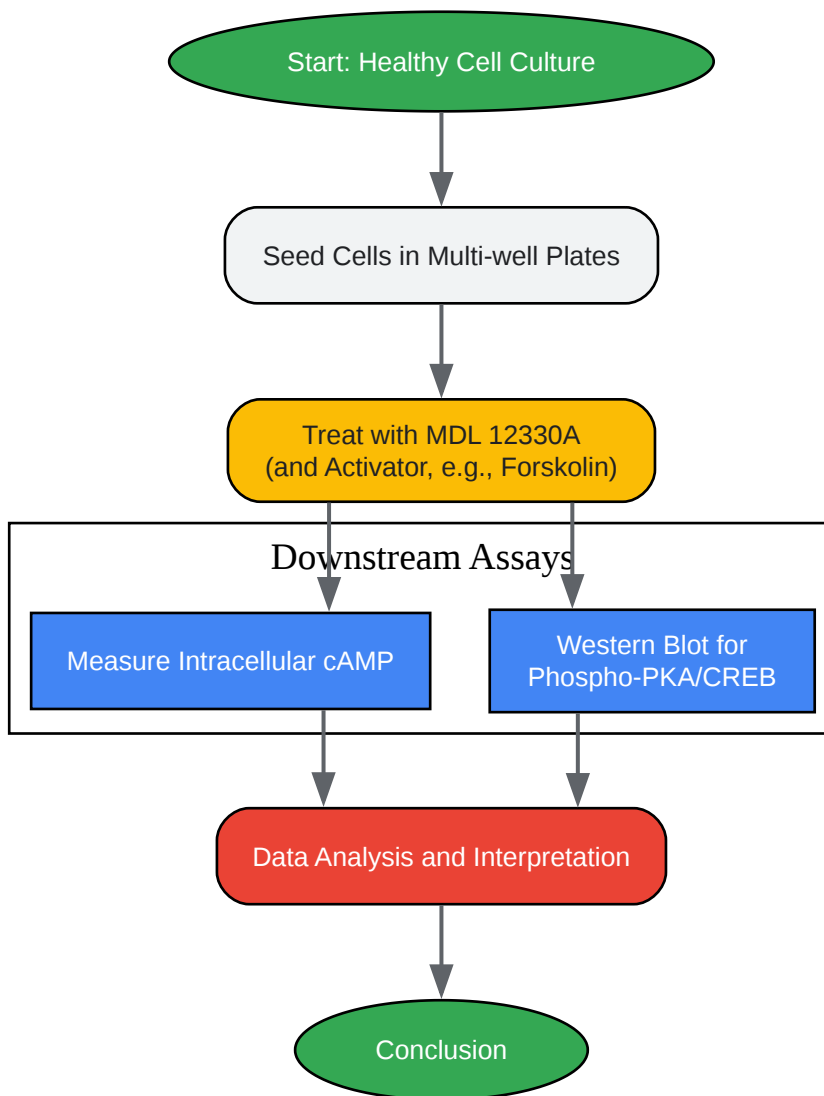 Start: Healthy Cell Culture
Seed Cells in Multi-well Plates
Treat with MDL 12330A
(and Activator, e.g., Forskolin)
Downstream Assays
Measure Intracellular cAMP
Western Blot for
Phospho-PKA/CREB
Data Analysis and Interpretation
Conclusion